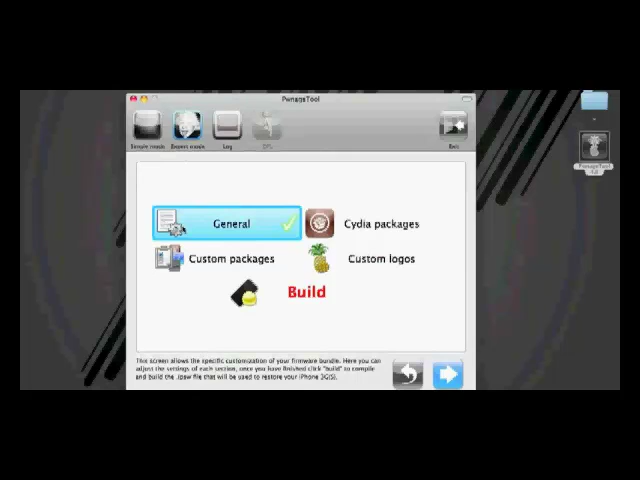 PwnageTool
Simple mode Expert mode Log
General
Cydia packages
Custom packages
Custom logos
Build
This screen allows the specific customization of your firmware bundle. Here you can
adjust the settings of each section, once you have finished click "build" to compile
and build the .ipsw file that will be used to restore your iPhone 3G(S).
PwnageTool